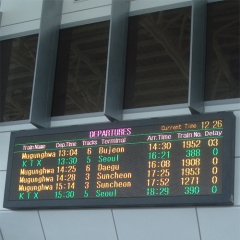 DEPARTURES Current Time 12 26
Train Name Dep.Time Tracks Terminal Arr.Time Train NO. Delay
Mugunghwa 13:04 6 Bujeon 14:30 1952 03
KTX 13:30 5 Seoul 16:21 388 0
Mugunghwa 14:25 6 Daegu 16:08 1908 0
Mugunghwa 14:28 3 Suncheon 17:25 1953 0
Mugunghwa 15:14 3 Suncheon 17:52 1271 0
KTX 15:30 5 Seoul 18:29 390 0